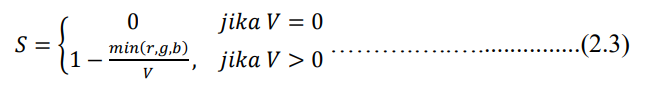 S = { 0 jika V = 0
1 − min(r,g,b)/V, jika V > 0 ........................................(2.3)